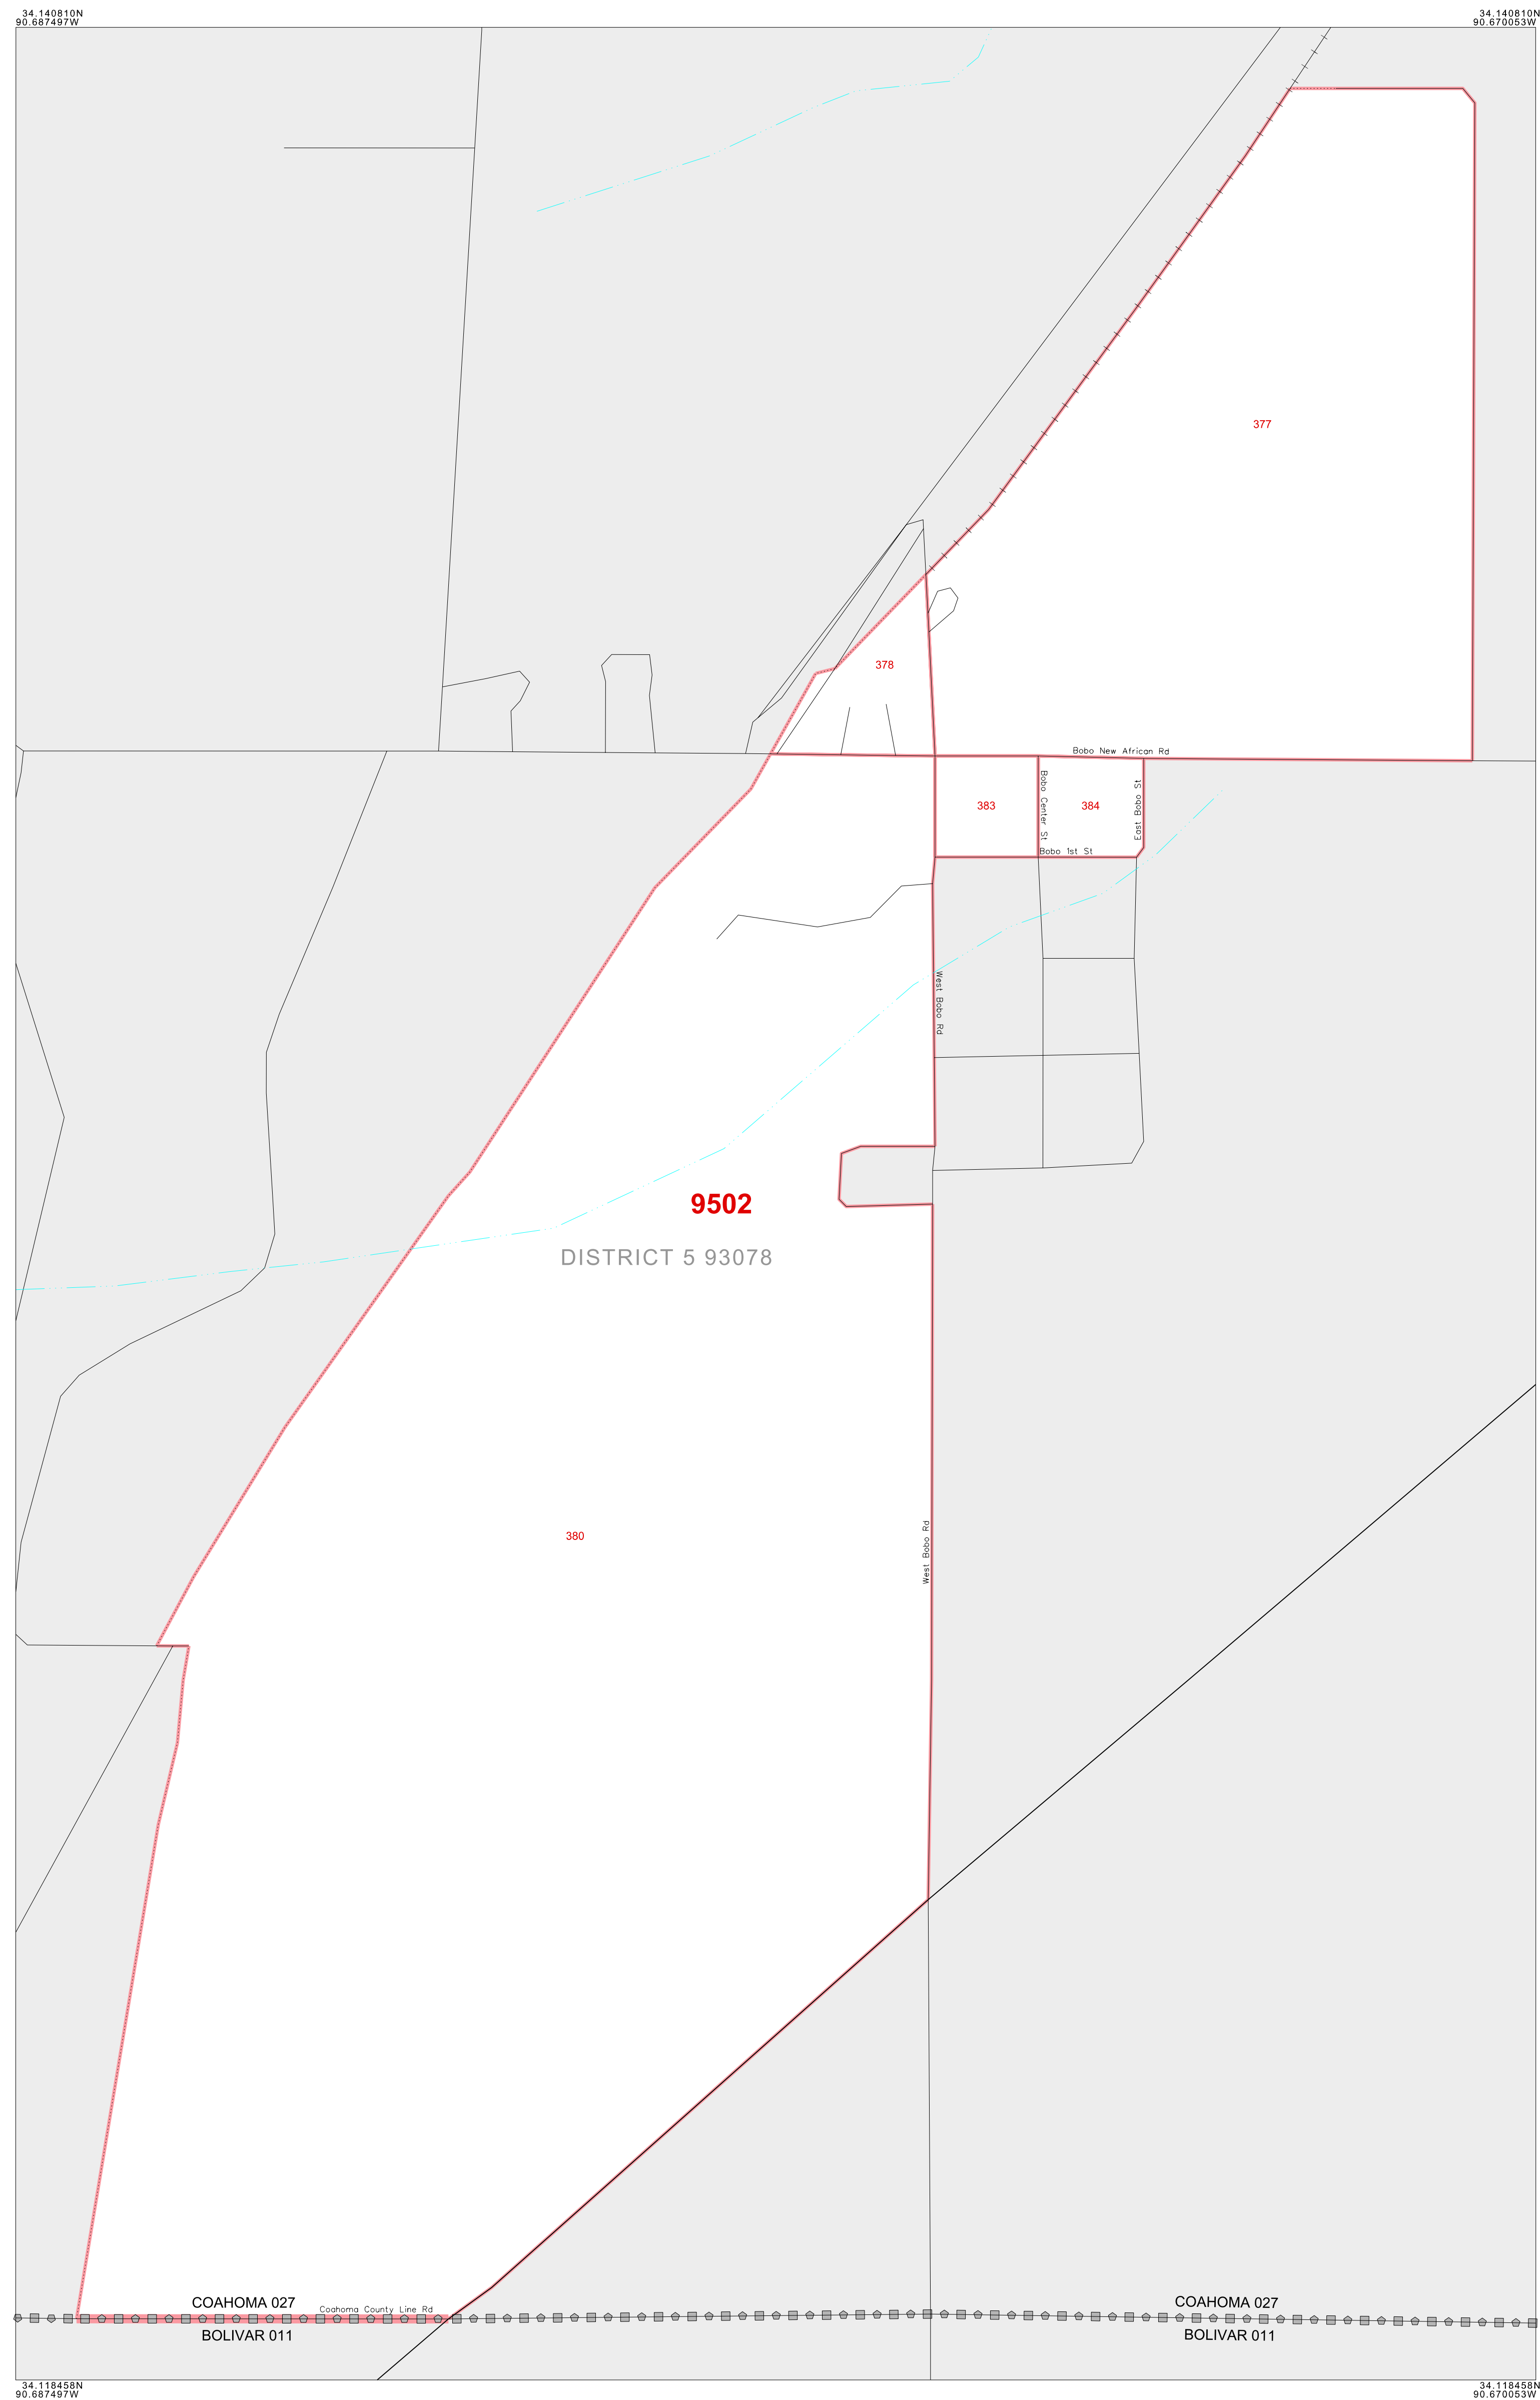 34.140810N
90.687497W
34.140810N
90.670053W
377
378
Bobo New African Rd
383
Bobo Center St
384
East Bobo St
Bobo 1st St
West Bobo Rd
9502
DISTRICT 5 93078
380
West Bobo Rd
COAHOMA 027
Coahoma County Line Rd
BOLIVAR 011
COAHOMA 027
BOLIVAR 011
34.118458N
90.687497W
34.118458N
90.670053W